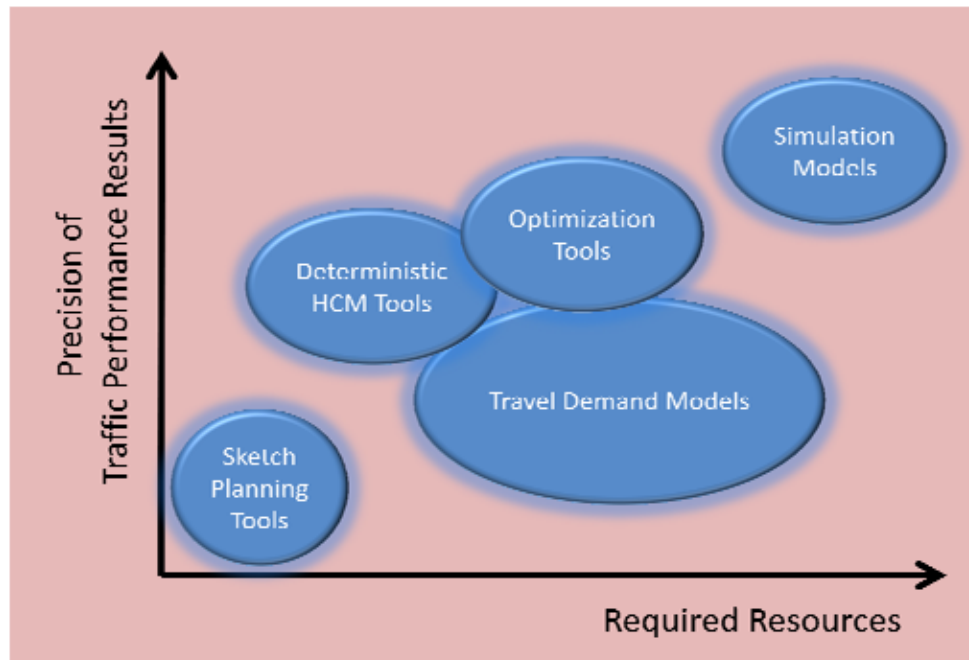 Precision of
Traffic Performance Results
Simulation
Models
Optimization
Tools
Deterministic
HCM Tools
Travel Demand Models
Sketch
Planning
Tools
Required Resources